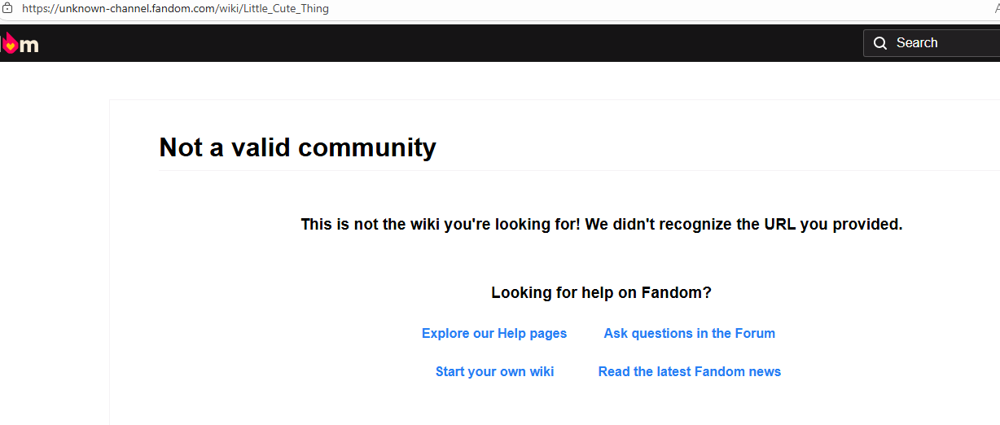 https://unknown-channel.fandom.com/wiki/Little_Cute_Thing
m
Search
Not a valid community
This is not the wiki you're looking for! We didn't recognize the URL you provided.
Looking for help on Fandom?
Explore our Help pages Ask questions in the Forum
Start your own wiki Read the latest Fandom news